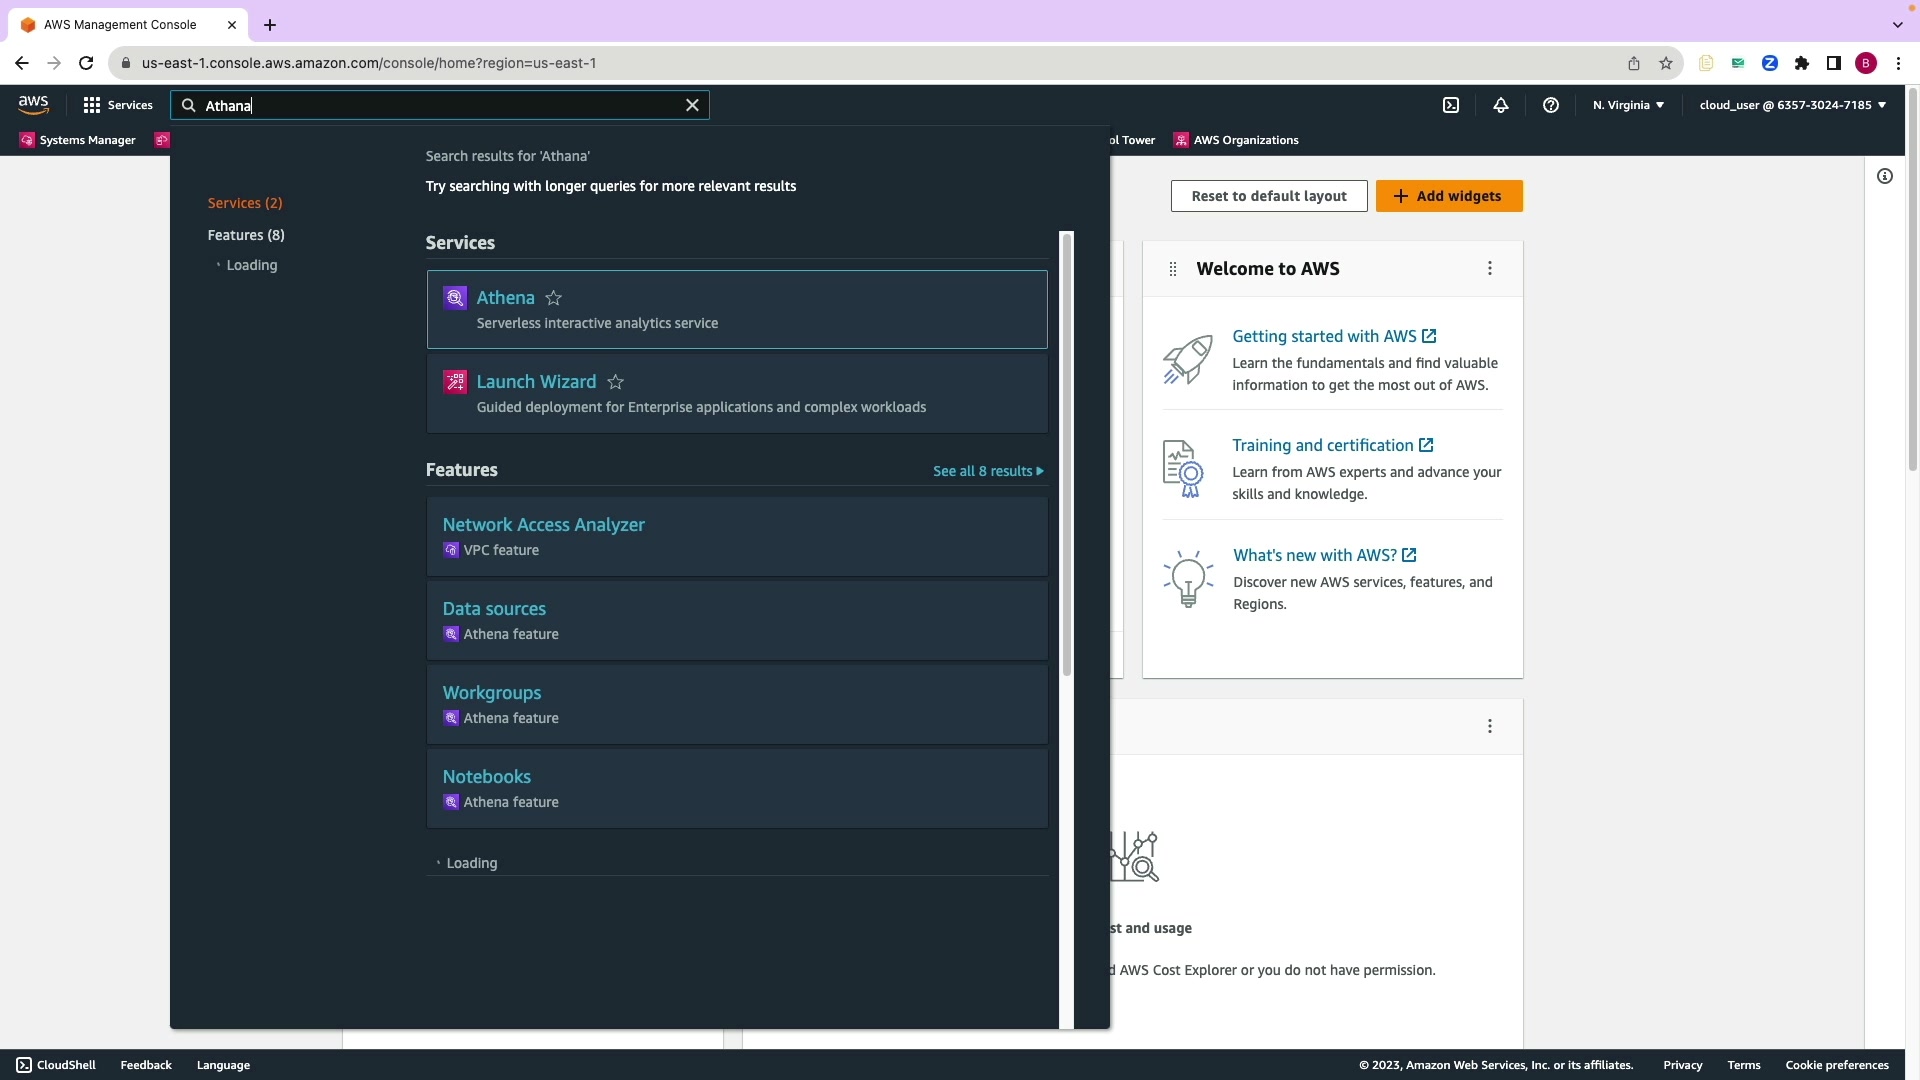 AWS Management Console
us-east-1.console.aws.amazon.com/console/home?region=us-east-1
B
aws
Services
Athana
N. Virginia
cloud_user @ 6357-3024-7185
Systems Manager
ol Tower
AWS Organizations
Search results for 'Athana'
Try searching with longer queries for more relevant results
Services (2)
Features (8)
Loading
Services
Athena
Serverless interactive analytics service
Launch Wizard
Guided deployment for Enterprise applications and complex workloads
Features
See all 8 results
Network Access Analyzer
VPC feature
Data sources
Athena feature
Workgroups
Athena feature
Notebooks
Athena feature
Loading
Reset to default layout
Add widgets
Welcome to AWS
Getting started with AWS
Learn the fundamentals and find valuable
information to get the most out of AWS.
Training and certification
Learn from AWS experts and advance your
skills and knowledge.
What's new with AWS?
Discover new AWS services, features, and
Regions.
st and usage
d AWS Cost Explorer or you do not have permission.
CloudShell
Feedback
Language
© 2023, Amazon Web Services, Inc. or its affiliates.
Privacy
Terms
Cookie preferences